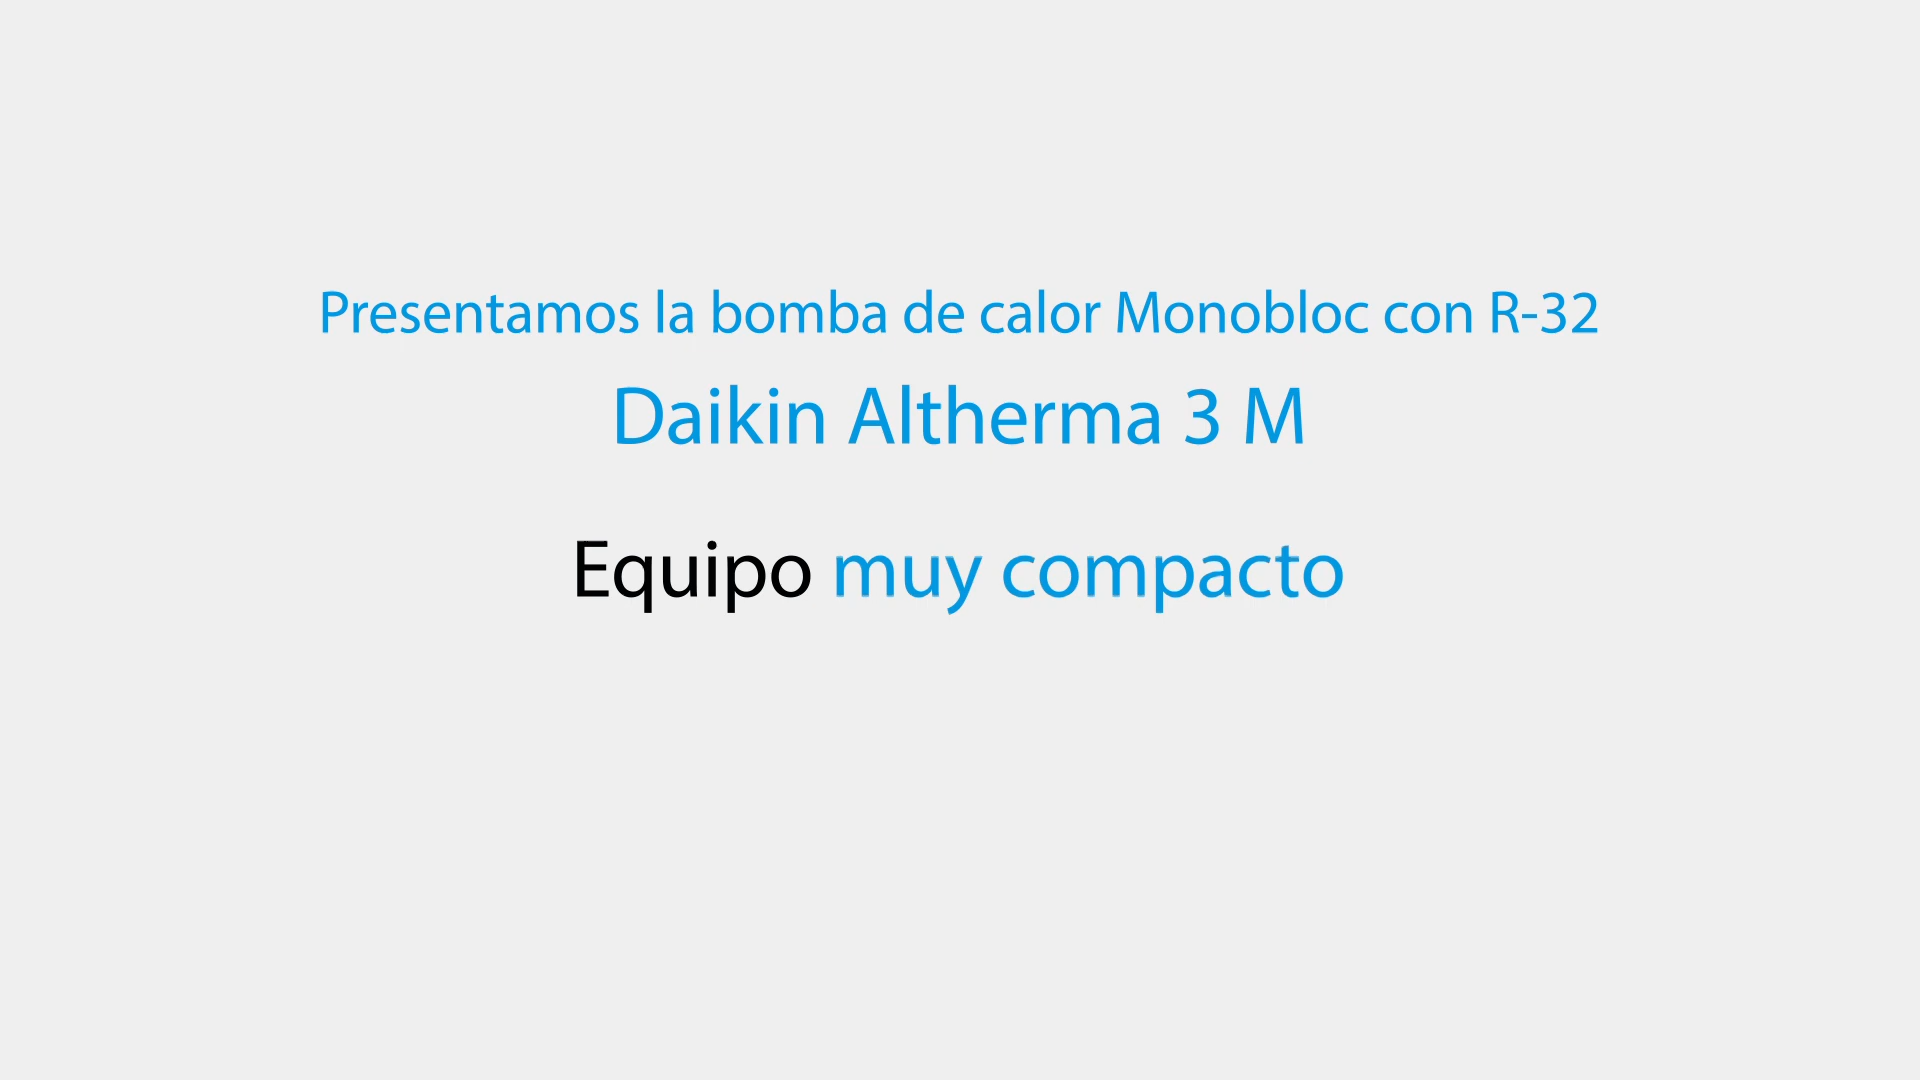 Presentamos la bomba de calor Monobloc con R-32
Daikin Altherma 3 M
Equipo muy compacto